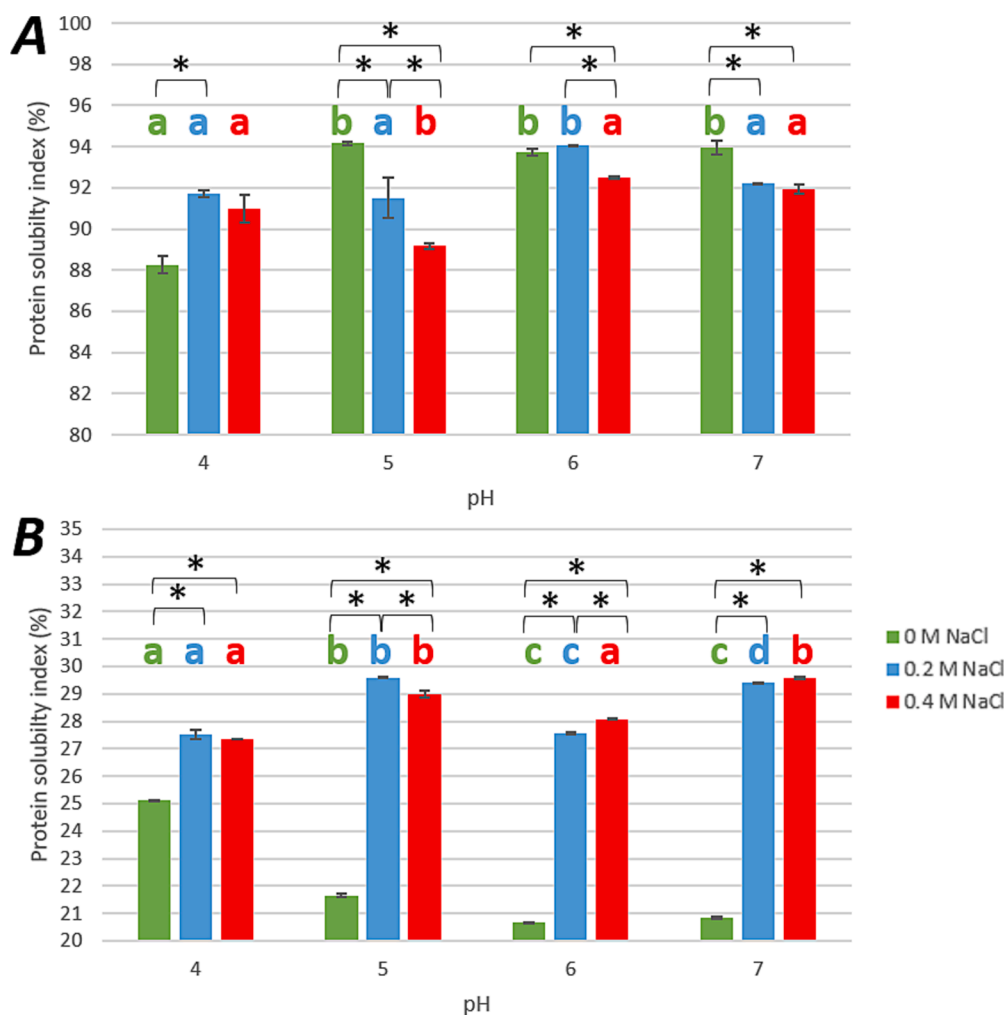 A
Protein solubilty index (%)
100
98
96
94
92
90
88
86
84
82
80
* * *
* * * * *
a a a b a b b b a b a a
4 5 6 7
pH
B
Protein solubility index (%)
35
34
33
32
31
30
29
28
27
26
25
24
23
22
21
20
* * * *
* * * * * *
a a a b b b c c a c d b
4 5 6 7
pH
0 M NaCl
0.2 M NaCl
0.4 M NaCl